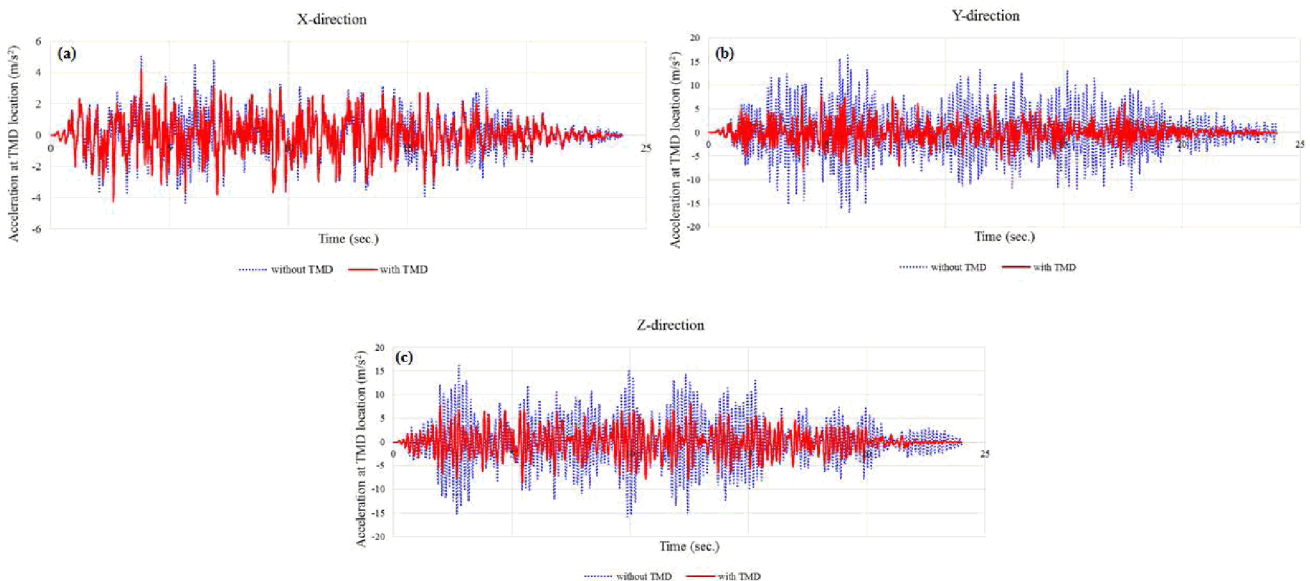 X-direction
(a)
Acceleration at TMD location (m/s²)
6
4
2
0
-2
-4
-6
0
25
Time (sec.)
without TMD
with TMD
Y-direction
(b)
Acceleration at TMD location (m/s²)
20
15
10
5
0
-5
-10
-15
-20
0
20
25
Time (sec.)
without TMD
with TMD
Z-direction
(c)
Acceleration at TMD location (m/s²)
20
15
10
5
0
-5
-10
-15
-20
0
25
Time (sec.)
without TMD
with TMD